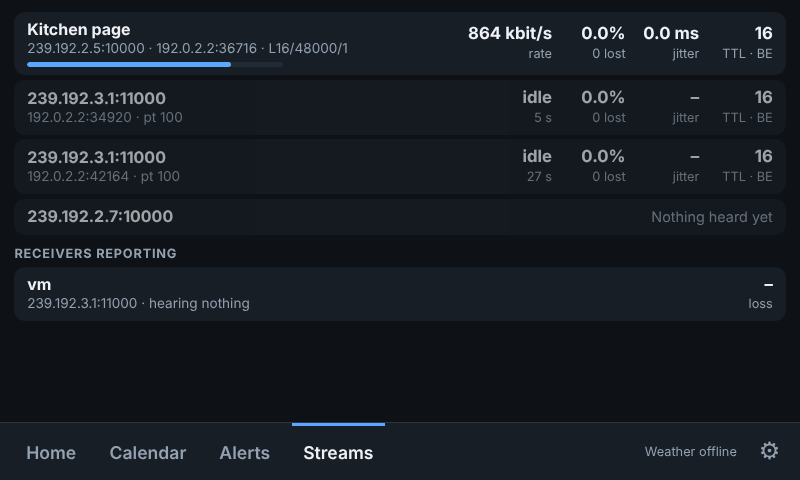 Kitchen page
239.192.2.5:10000 · 192.0.2.2:36716 · L16/48000/1
864 kbit/s 0.0% 0.0 ms 16
rate 0 lost jitter TTL · BE
239.192.3.1:11000
192.0.2.2:34920 · pt 100
idle 0.0% – 16
5 s 0 lost jitter TTL · BE
239.192.3.1:11000
192.0.2.2:42164 · pt 100
idle 0.0% – 16
27 s 0 lost jitter TTL · BE
239.192.2.7:10000 Nothing heard yet
RECEIVERS REPORTING
vm –
239.192.3.1:11000 · hearing nothing loss
Home Calendar Alerts Streams Weather offline